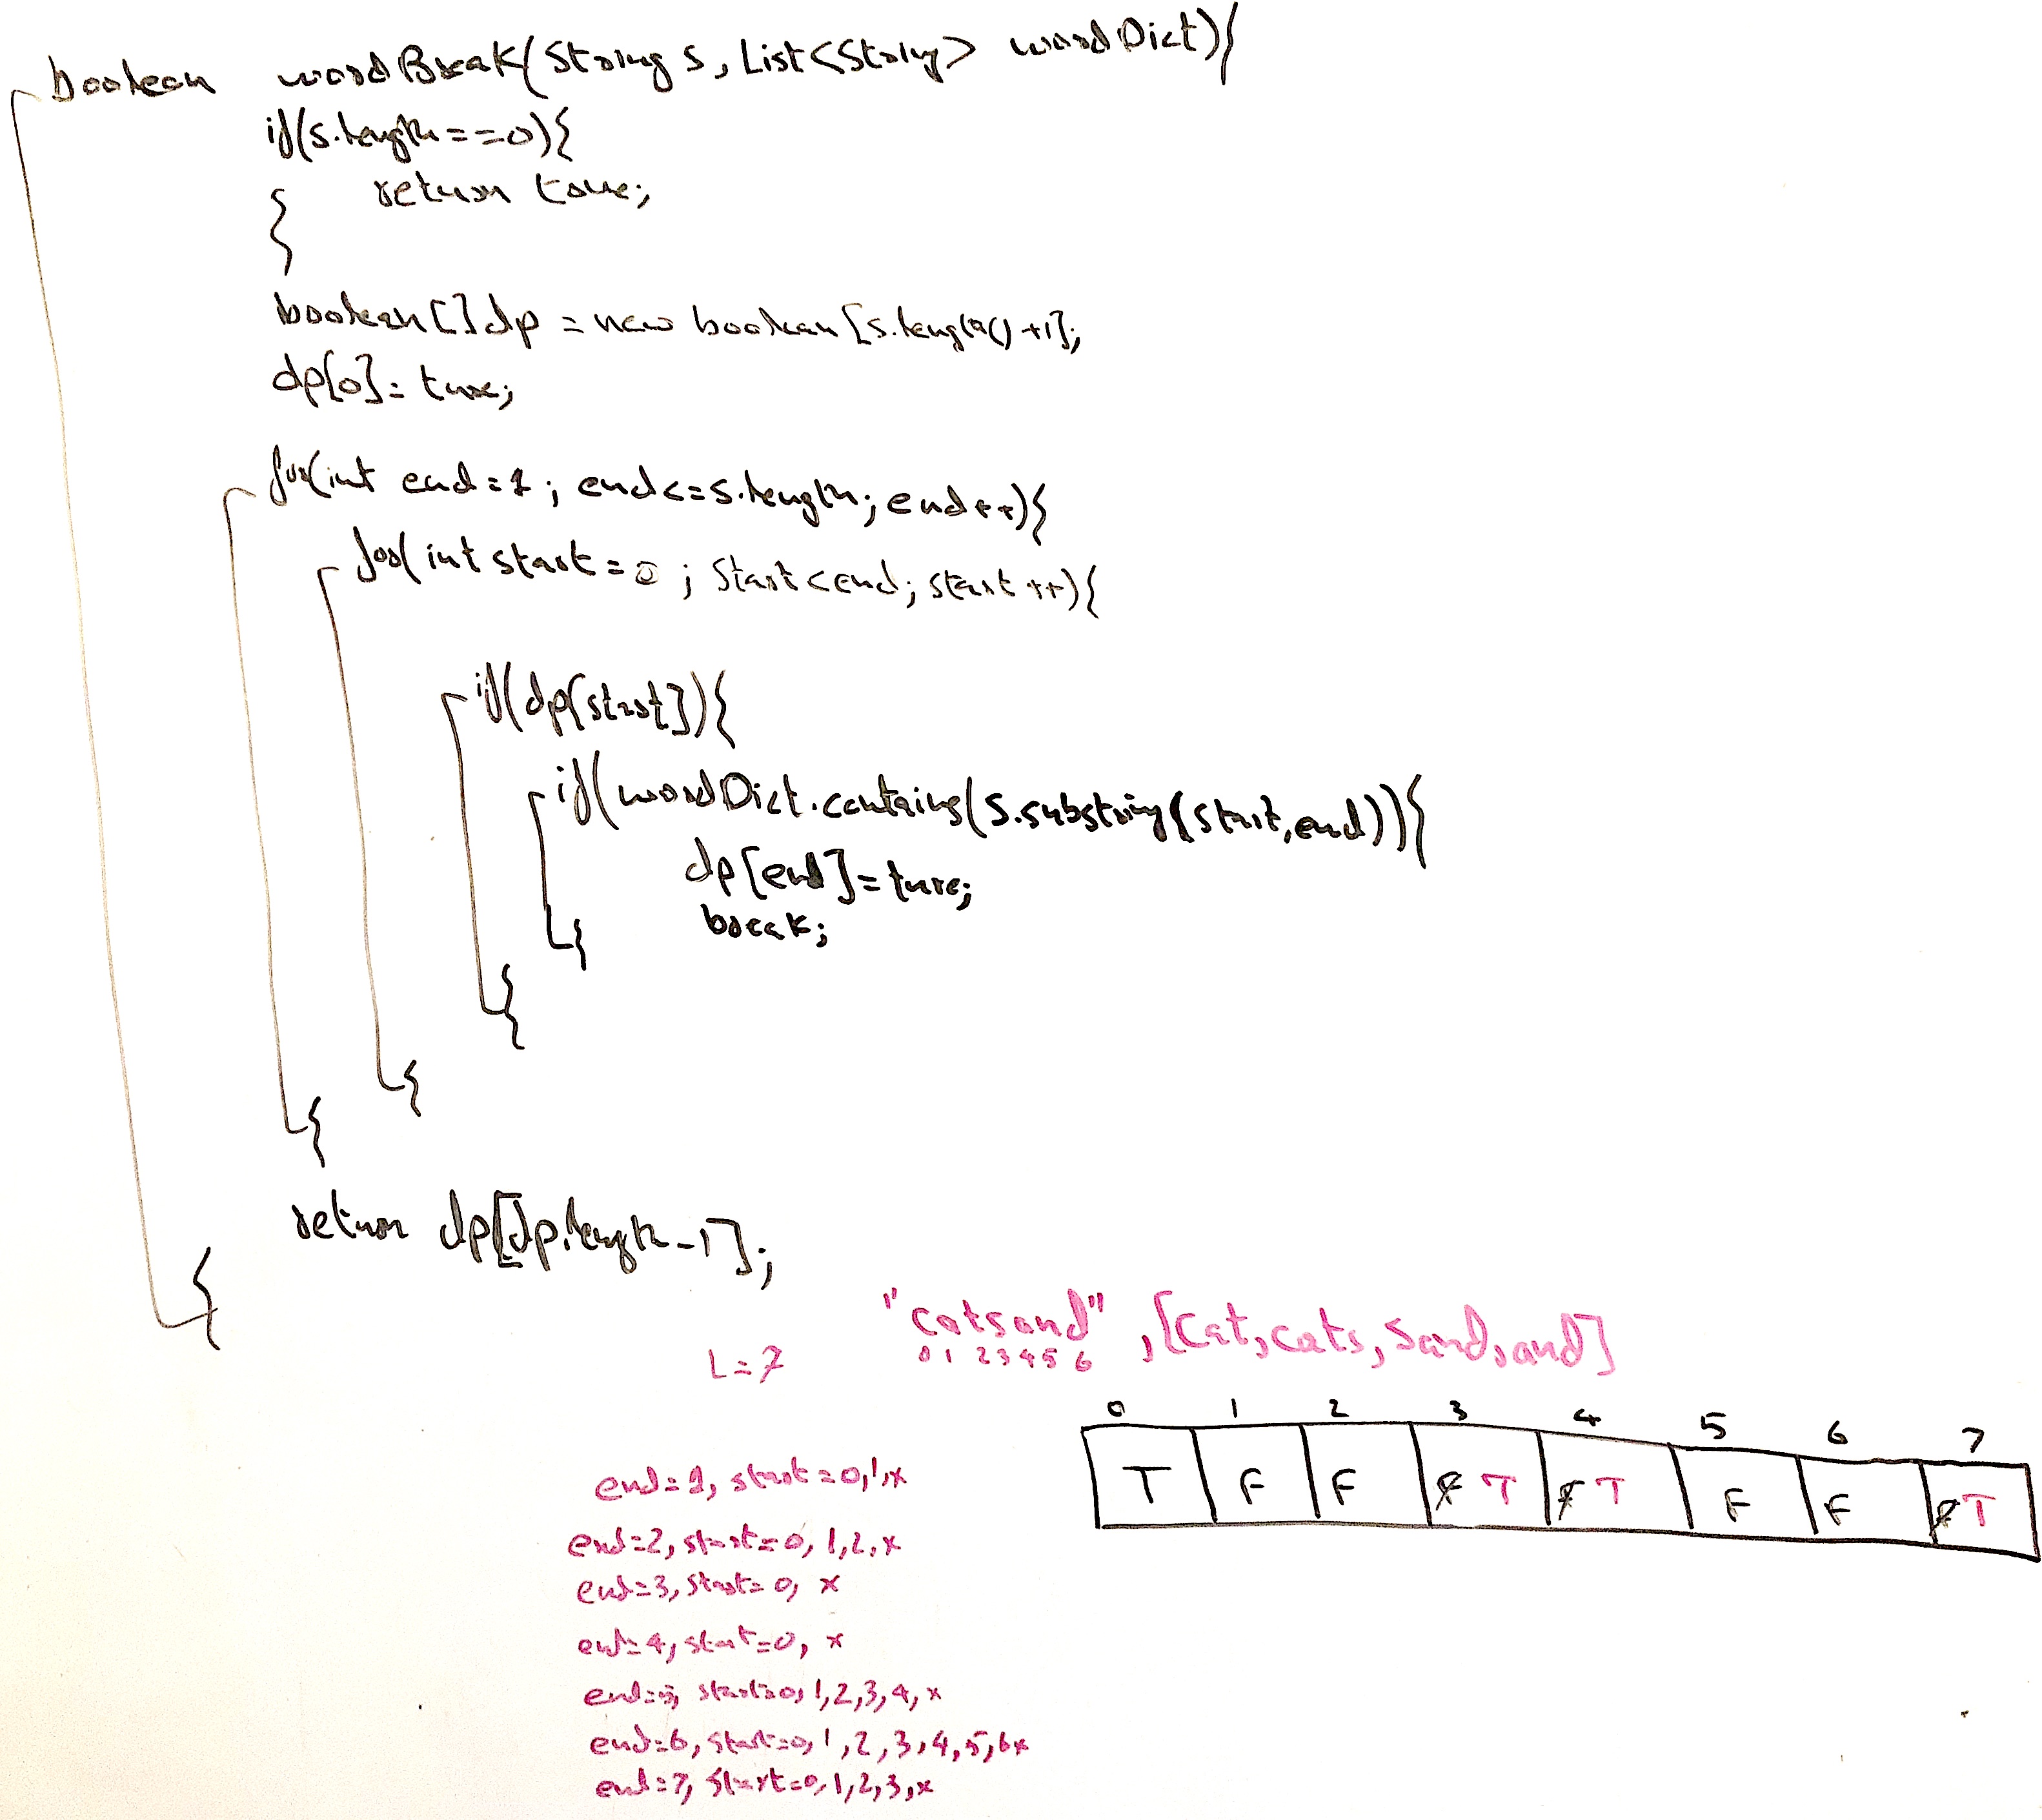 boolean wordBreak(String s, List<String> wordDict){
if(s.length==0){
return true;
}
boolean[] dp = new boolean[s.length()+1];
dp[0]= true;
for(int end=1; end<=s.length; end++){
for(int start=0; start<end; start++){
if(dp[start]){
if(wordDict.contains(s.substring(start,end))){
dp[end]=true;
break;
}
}
}
}
return dp[dp.length-1];
}
"catsand", [cat,cats,sand,and]
L=7 0 1 2 3 4 5 6
0 1 2 3 4 5 6 7
T F F F T F T F F F T
end=1, start=0,1,x
end=2, start=0, 1,2,x
end=3, start=0, x
end=4, start=0, x
end=5, start=0, 1,2,3,4,x
end=6, start=0,1,2,3,4,5,6x
end=7, start=0,1,2,3,x